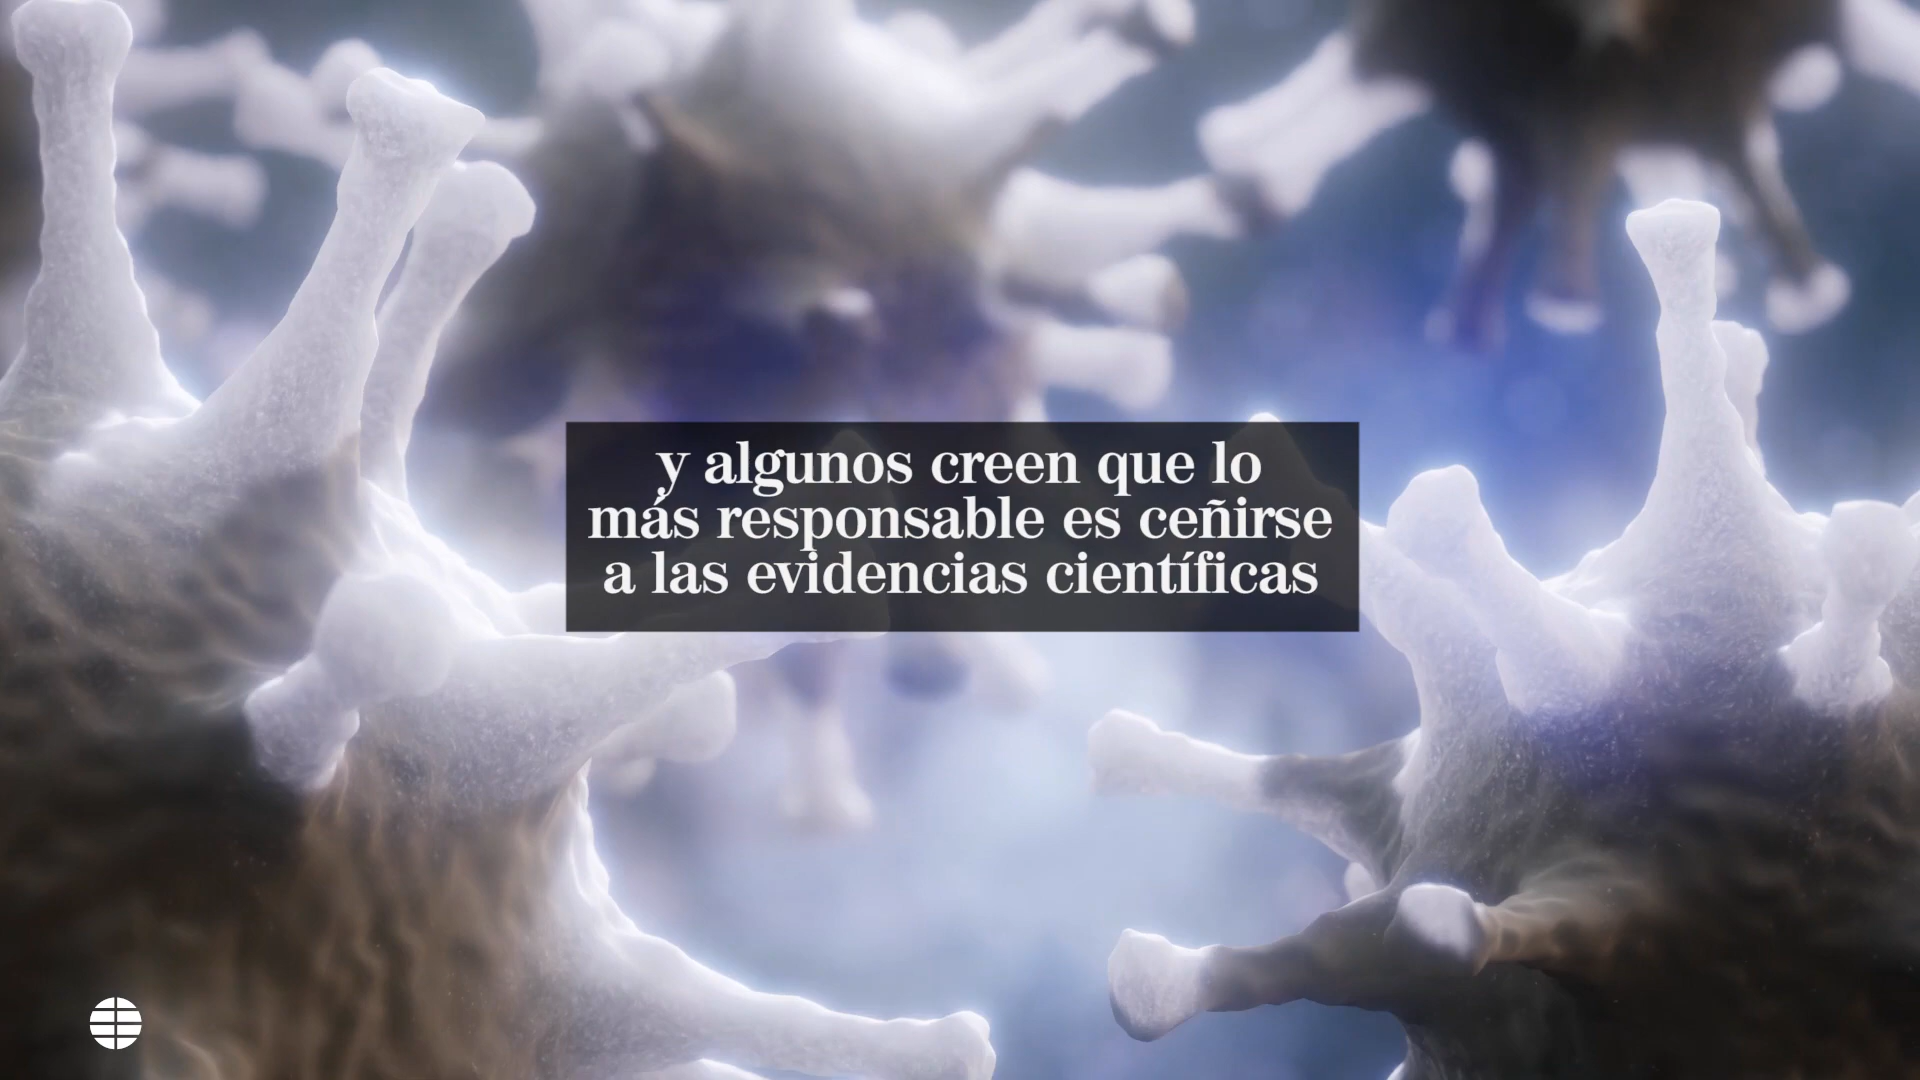 y algunos creen que lo
más responsable es ceñirse
a las evidencias científicas